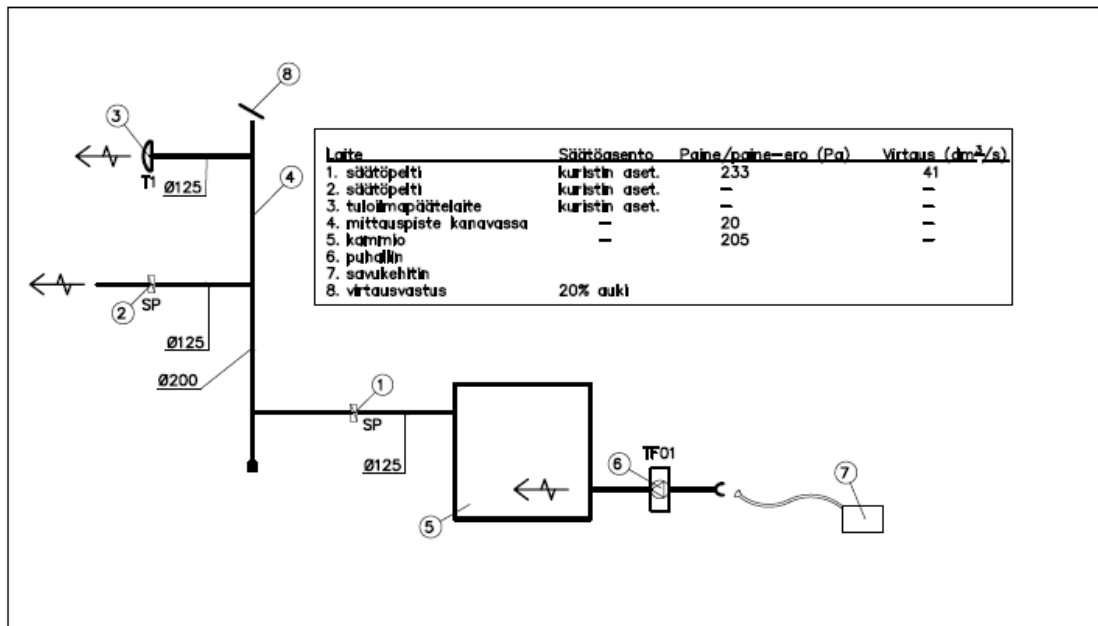 8
3
T1
Ø125
4
Laite Säätöasento Paine/paine-ero (Pa) Virtaus (dm³/s)
1. säätöpelti kuristin aset. 233 41
2. säätöpelti kuristin aset. – –
3. tuloilmapäätelaite kuristin aset. – –
4. mittauspiste kanavassa – 20 –
5. kammio – 205 –
6. puhallin
7. savukehitin
8. virtausvastus 20% auki
2
SP
Ø125
Ø200
1
SP
Ø125
5
6
TF01
7